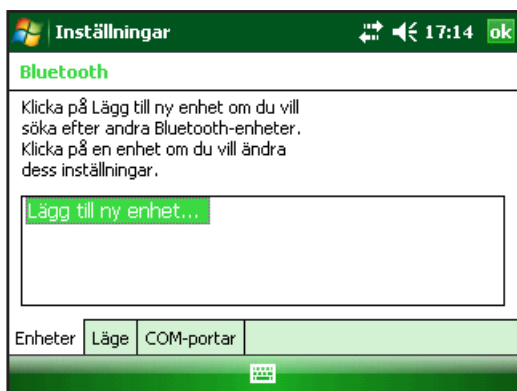 Inställningar 17:14 ok
Bluetooth
Klicka på Lägg till ny enhet om du vill
söka efter andra Bluetooth-enheter.
Klicka på en enhet om du vill ändra
dess inställningar.
Lägg till ny enhet...
Enheter Läge COM-portar